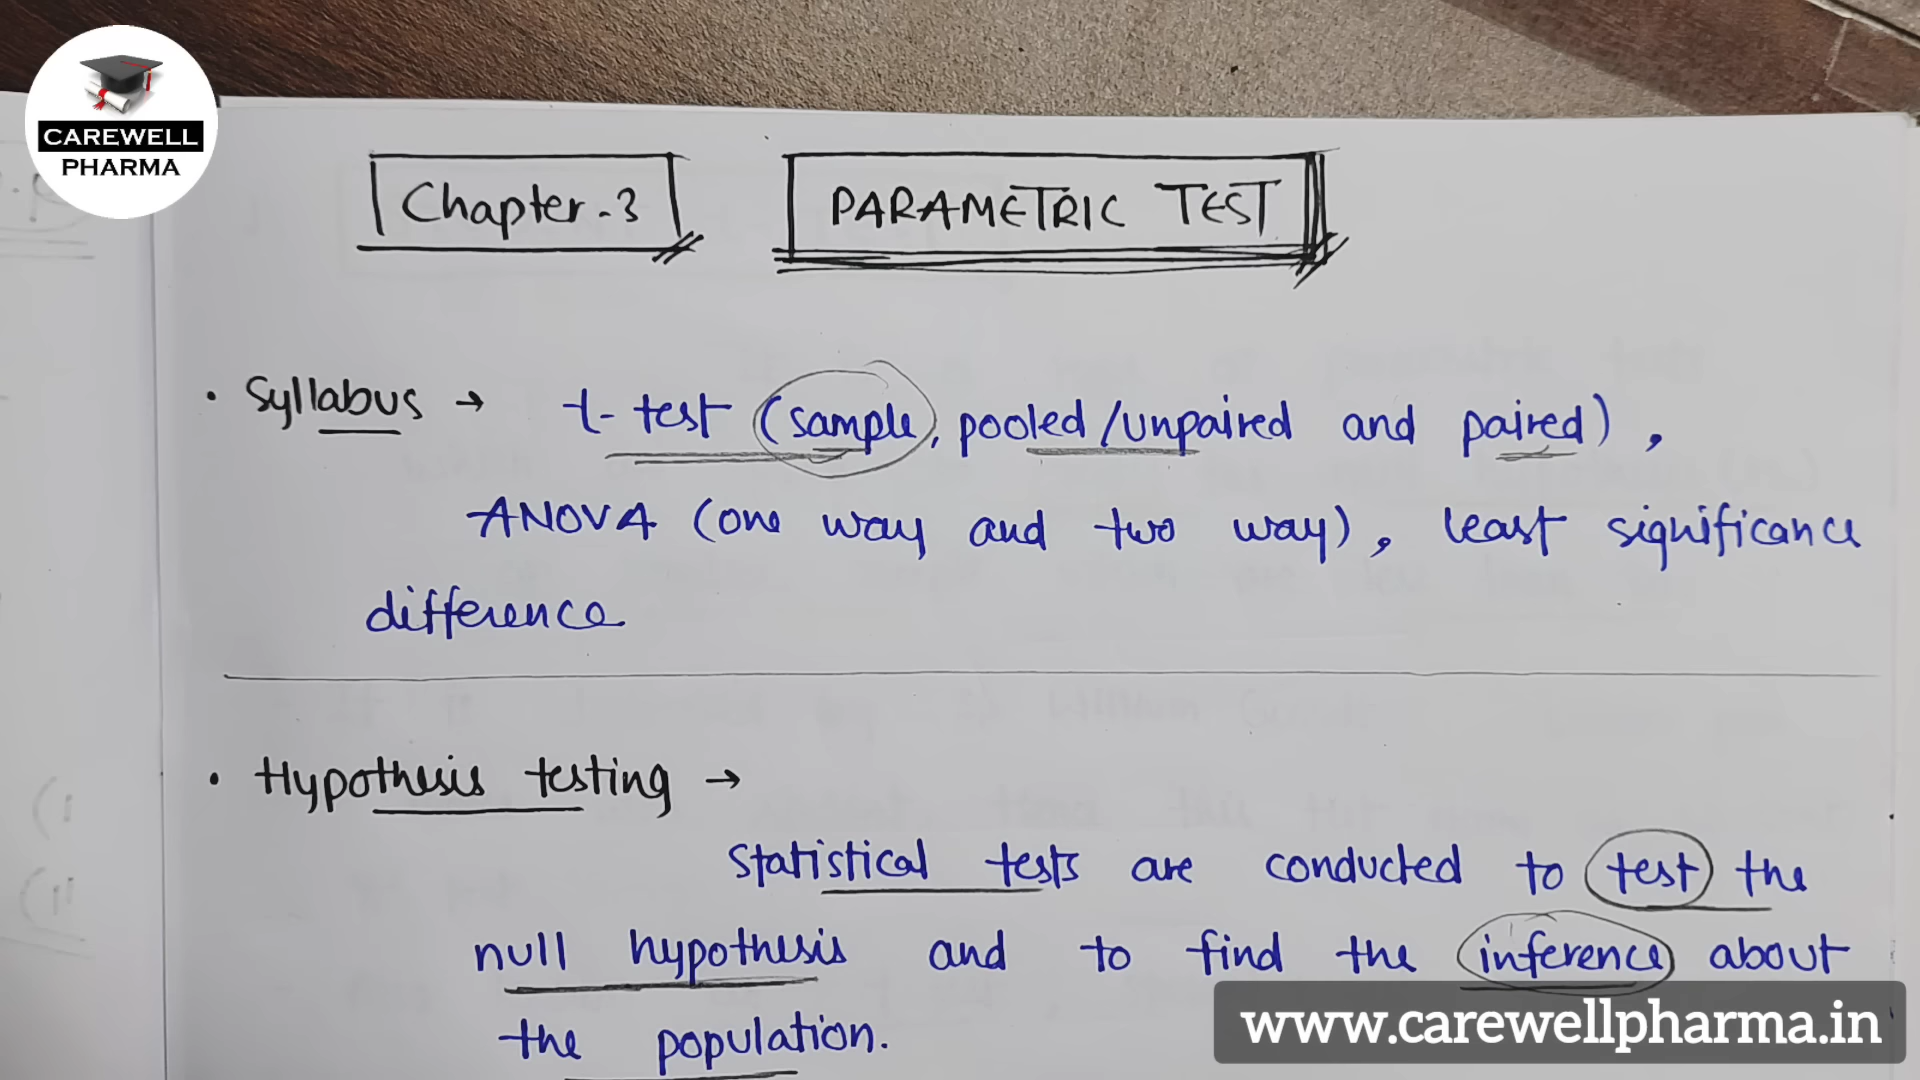 CAREWELL
PHARMA
Chapter-3 PARAMETRIC TEST
• Syllabus → t-test (sample, pooled/unpaired and paired),
ANOVA (one way and two way), least significance
difference
• Hypothesis testing →
Statistical tests are conducted to test the
null hypothesis and to find the inference about
the population.
www.carewellpharma.in